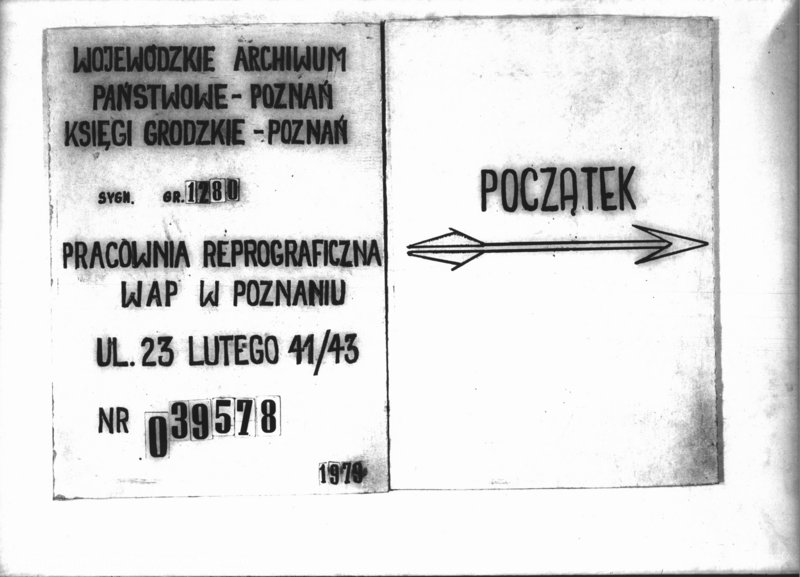 WOJEWÓDZKIE ARCHIWUM
PAŃSTWOWE - POZNAŃ
KSIĘGI GRODZKIE - POZNAŃ
SYGN. GR. 1280
PRACOWNIA REPROGRAFICZNA
WAP W POZNANIU
UL. 23 LUTEGO 41/43
NR 039578
1979
POCZĄTEK